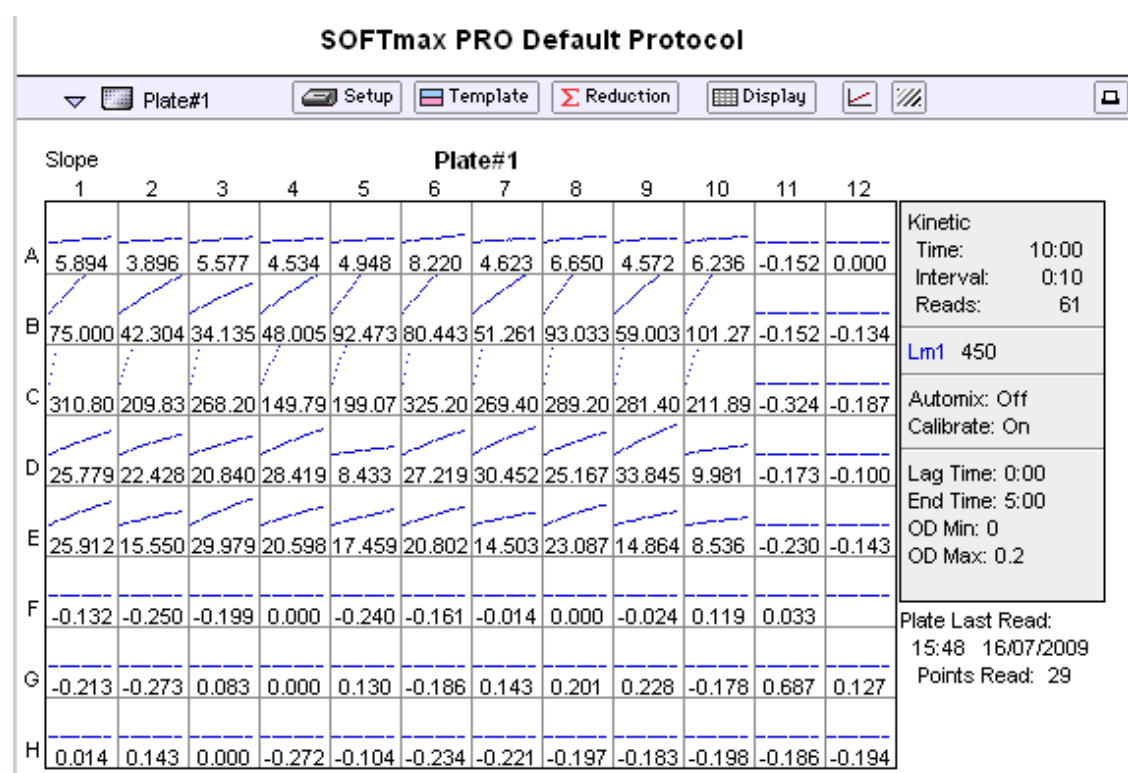 SOFTmax PRO Default Protocol
Plate#1 Setup Template Reduction Display
Slope Plate#1
1 2 3 4 5 6 7 8 9 10 11 12
A 5.894 3.896 5.577 4.534 4.948 8.220 4.623 6.650 4.572 6.236 -0.152 0.000
B 75.000 42.304 34.135 48.005 92.473 80.443 51.261 93.033 59.003 101.27 -0.152 -0.134
C 310.80 209.83 268.20 149.79 199.07 325.20 269.40 289.20 281.40 211.89 -0.324 -0.187
D 25.779 22.428 20.840 28.419 8.433 27.219 30.452 25.167 33.845 9.981 -0.173 -0.100
E 25.912 15.550 29.979 20.598 17.459 20.802 14.503 23.087 14.864 8.536 -0.230 -0.143
F -0.132 -0.250 -0.199 0.000 -0.240 -0.161 -0.014 0.000 -0.024 0.119 0.033
G -0.213 -0.273 0.083 0.000 0.130 -0.186 0.143 0.201 0.228 -0.178 0.687 0.127
H 0.014 0.143 0.000 -0.272 -0.104 -0.234 -0.221 -0.197 -0.183 -0.198 -0.186 -0.194
Kinetic
Time: 10:00
Interval: 0:10
Reads: 61
Lm1 450
Automix: Off
Calibrate: On
Lag Time: 0:00
End Time: 5:00
OD Min: 0
OD Max: 0.2
Plate Last Read:
15:48 16/07/2009
Points Read: 29